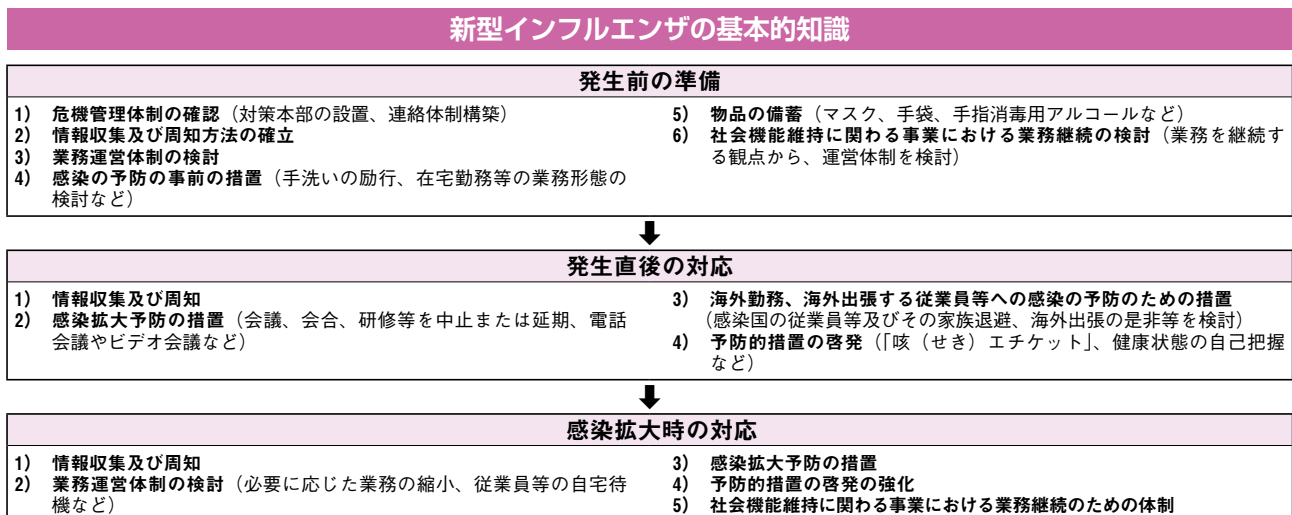 新型インフルエンザの基本的知識
発生前の準備
1) 危機管理体制の確認(対策本部の設置、連絡体制構築)
2) 情報収集及び周知方法の確立
3) 業務運営体制の検討
4) 感染の予防の事前の措置(手洗いの励行、在宅勤務等の業務形態の
検討など)
5) 物品の備蓄(マスク、手袋、手指消毒用アルコールなど)
6) 社会機能維持に関わる事業における業務継続の検討(業務を継続す
る観点から、運営体制を検討)
発生直後の対応
1) 情報収集及び周知
2) 感染拡大予防の措置(会議、会合、研修等を中止または延期、電話
会議やビデオ会議など)
3) 海外勤務、海外出張する従業員等への感染の予防のための措置
(感染国の従業員等及びその家族退避、海外出張の是非等を検討)
4) 予防的措置の啓発(「咳(せき)エチケット」、健康状態の自己把握
など)
感染拡大時の対応
1) 情報収集及び周知
2) 業務運営体制の検討(必要に応じた業務の縮小、従業員等の自宅待
機など)
3) 感染拡大予防の措置
4) 予防的措置の啓発の強化
5) 社会機能維持に関わる事業における業務継続のための体制